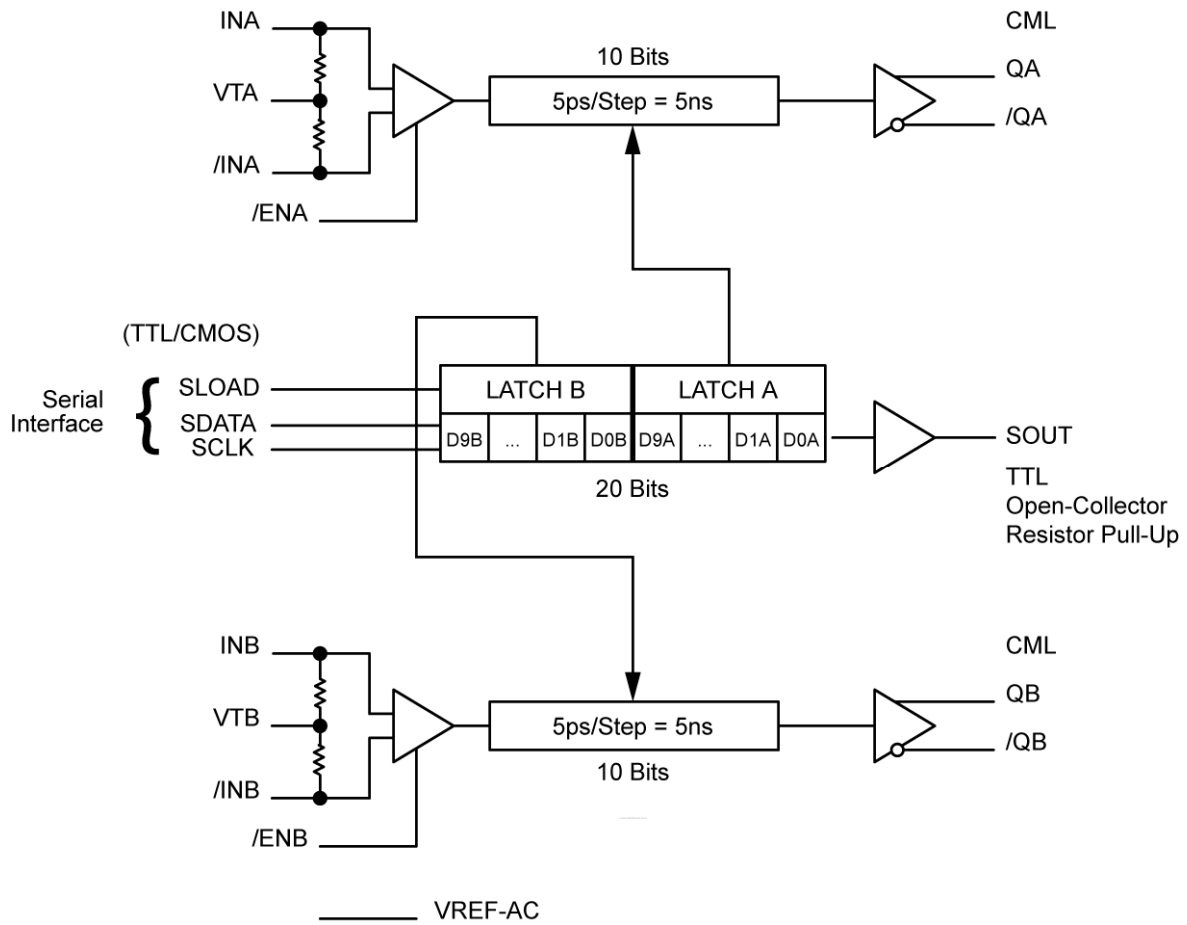 INA
CML
10 Bits
QA
VTA
5ps/Step = 5ns
/QA
/INA
/ENA
(TTL/CMOS)
Serial
Interface
{
SLOAD
SDATA
SCLK
LATCH B
LATCH A
D9B
...
D1B
D0B
D9A
...
D1A
D0A
20 Bits
SOUT
TTL
Open-Collector
Resistor Pull-Up
INB
CML
QB
VTB
5ps/Step = 5ns
/QB
10 Bits
/INB
/ENB
VREF-AC